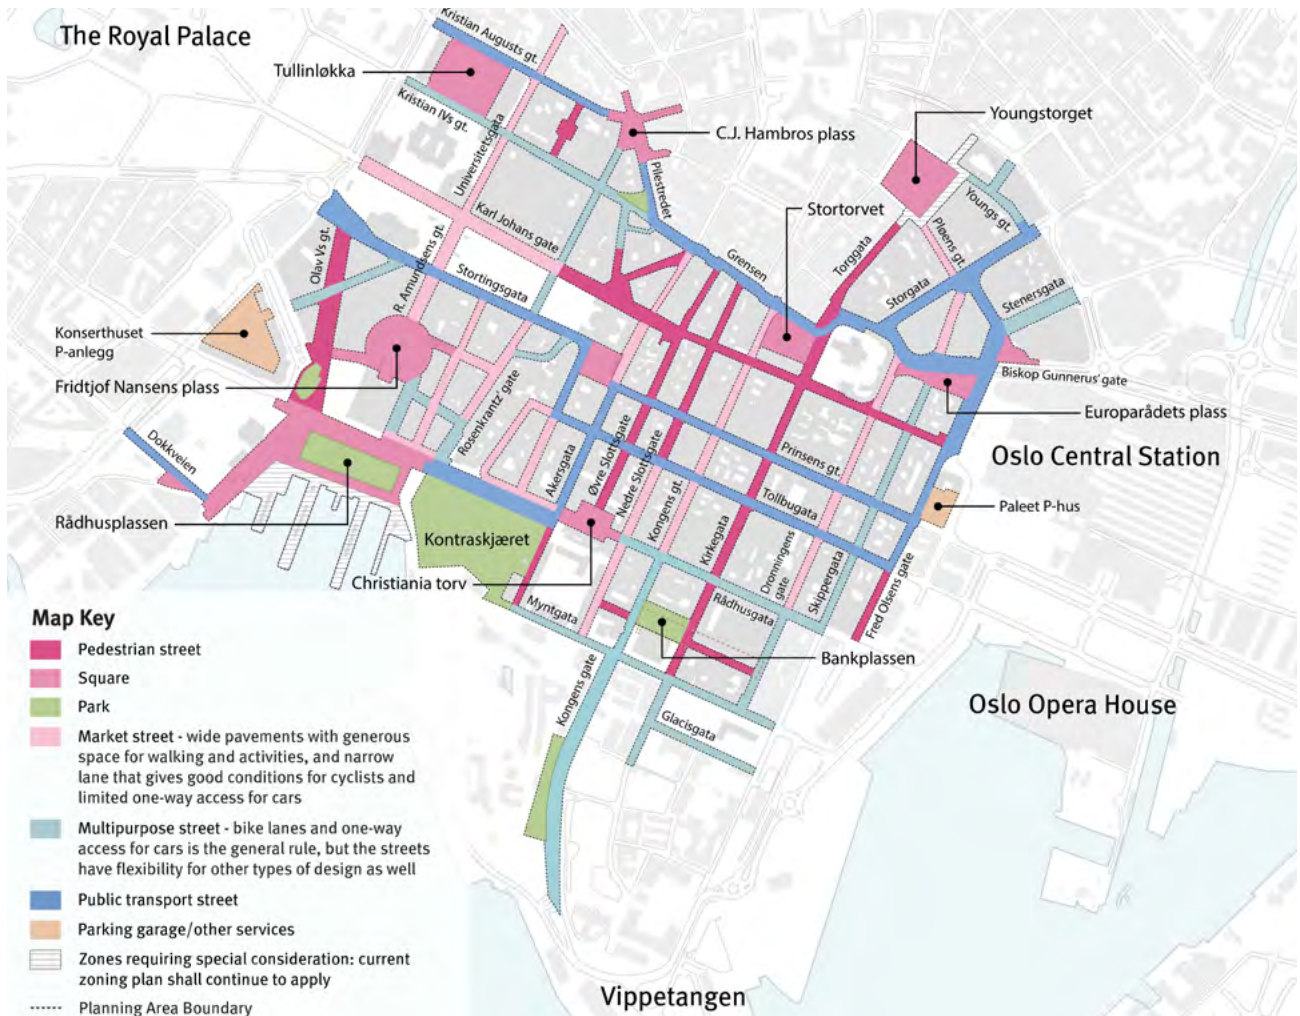 The Royal Palace
Kristian Augusts gt.
Tullinløkka
Kristian IVs gt.
Universitetsgata
C.J. Hambros plass
Youngstorget
Pilestredet
Karl Johans gate
Stortorvet
Youngs gt.
Pløens gt.
Torggata
Olav Vs gt.
R. Amundsens gt.
Grensen
Stortingsgata
Storgata
Stenersgata
Konserthuset
P-anlegg
Fridtjof Nansens plass
Biskop Gunnerus' gate
Europarådets plass
Rosenkrantz' gate
Dokkveien
Akersgata
Øvre Slottsgate
Nedre Slottsgate
Prinsens gt.
Oslo Central Station
Kongens gt.
Tollbugata
Paleet P-hus
Rådhusplassen
Kontraskjæret
Kirkegata
Dronningens
gate
Skippergata
Fred Olsens gate
Christiania torv
Myntgata
Rådhusgata
Bankplassen
Kongens gate
Glacisgata
Oslo Opera House
Vippetangen
Map Key
Pedestrian street
Square
Park
Market street - wide pavements with generous
space for walking and activities, and narrow
lane that gives good conditions for cyclists and
limited one-way access for cars
Multipurpose street - bike lanes and one-way
access for cars is the general rule, but the streets
have flexibility for other types of design as well
Public transport street
Parking garage/other services
Zones requiring special consideration: current
zoning plan shall continue to apply
Planning Area Boundary